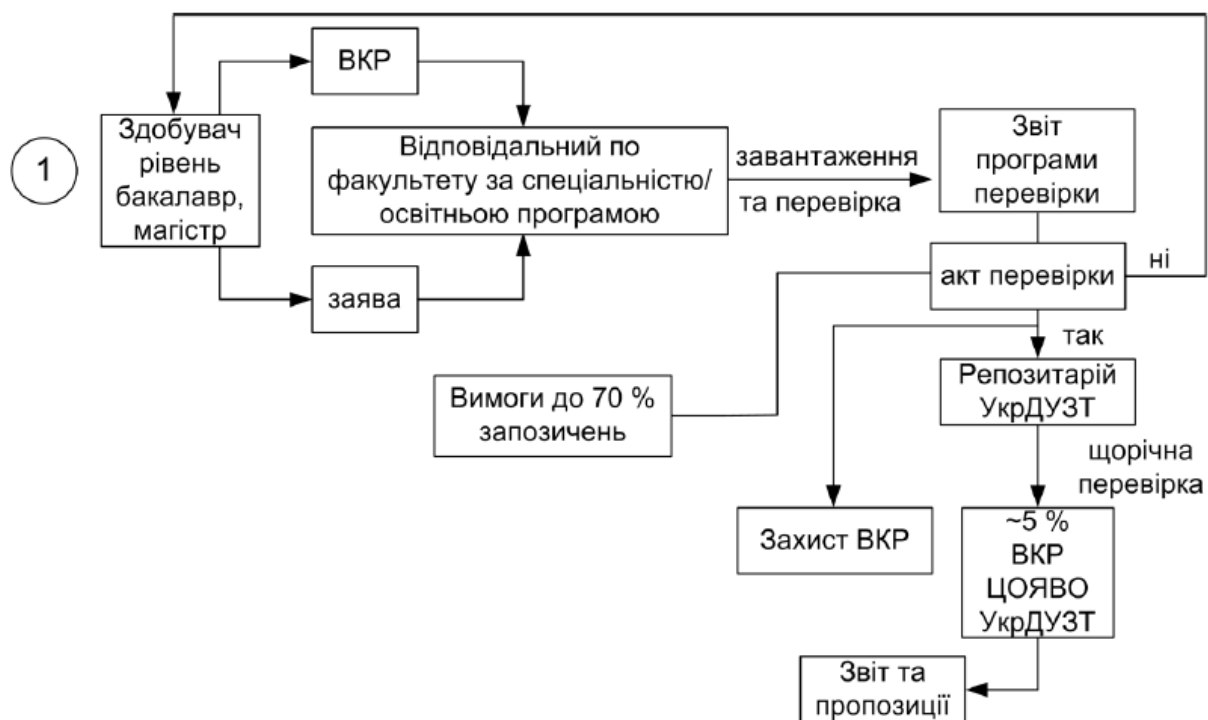 ВКР
1
Здобувач
рівень
бакалавр,
магістр
Відповідальний по
факультету за спеціальністю/
освітньою програмою
завантаження
та перевірка
Звіт
програми
перевірки
заява
акт перевірки
ні
так
Вимоги до 70 %
запозичень
Репозитарій
УкрДУЗТ
щорічна
перевірка
Захист ВКР
~5 %
ВКР
ЦОЯВО
УкрДУЗТ
Звіт та
пропозиції